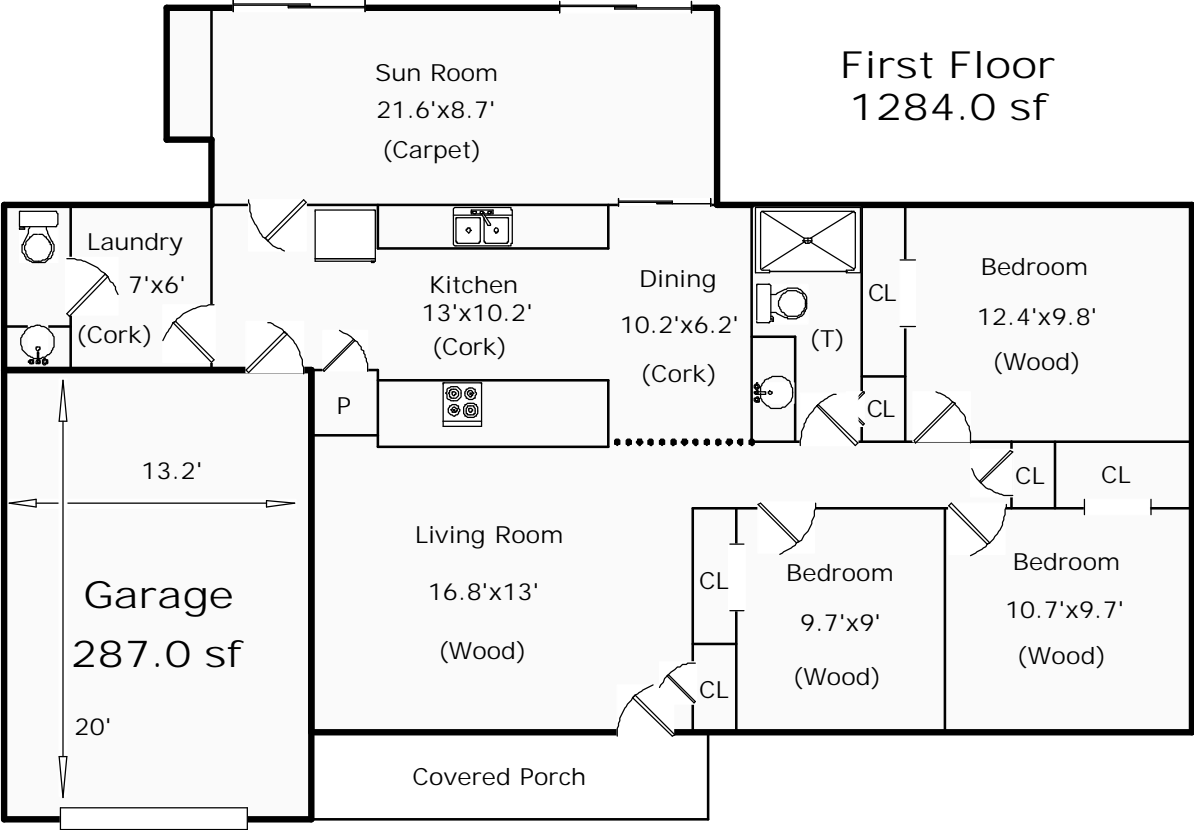 First Floor
1284.0 sf
Sun Room
21.6'x8.7'
(Carpet)
Laundry
7'x6'
(Cork)
Kitchen
13'x10.2'
(Cork)
Dining
10.2'x6.2'
(Cork)
(T)
CL
CL
Bedroom
12.4'x9.8'
(Wood)
P
13.2'
Garage
287.0 sf
20'
Living Room
16.8'x13'
(Wood)
CL
CL
Bedroom
9.7'x9'
(Wood)
CL
CL
Bedroom
10.7'x9.7'
(Wood)
Covered Porch